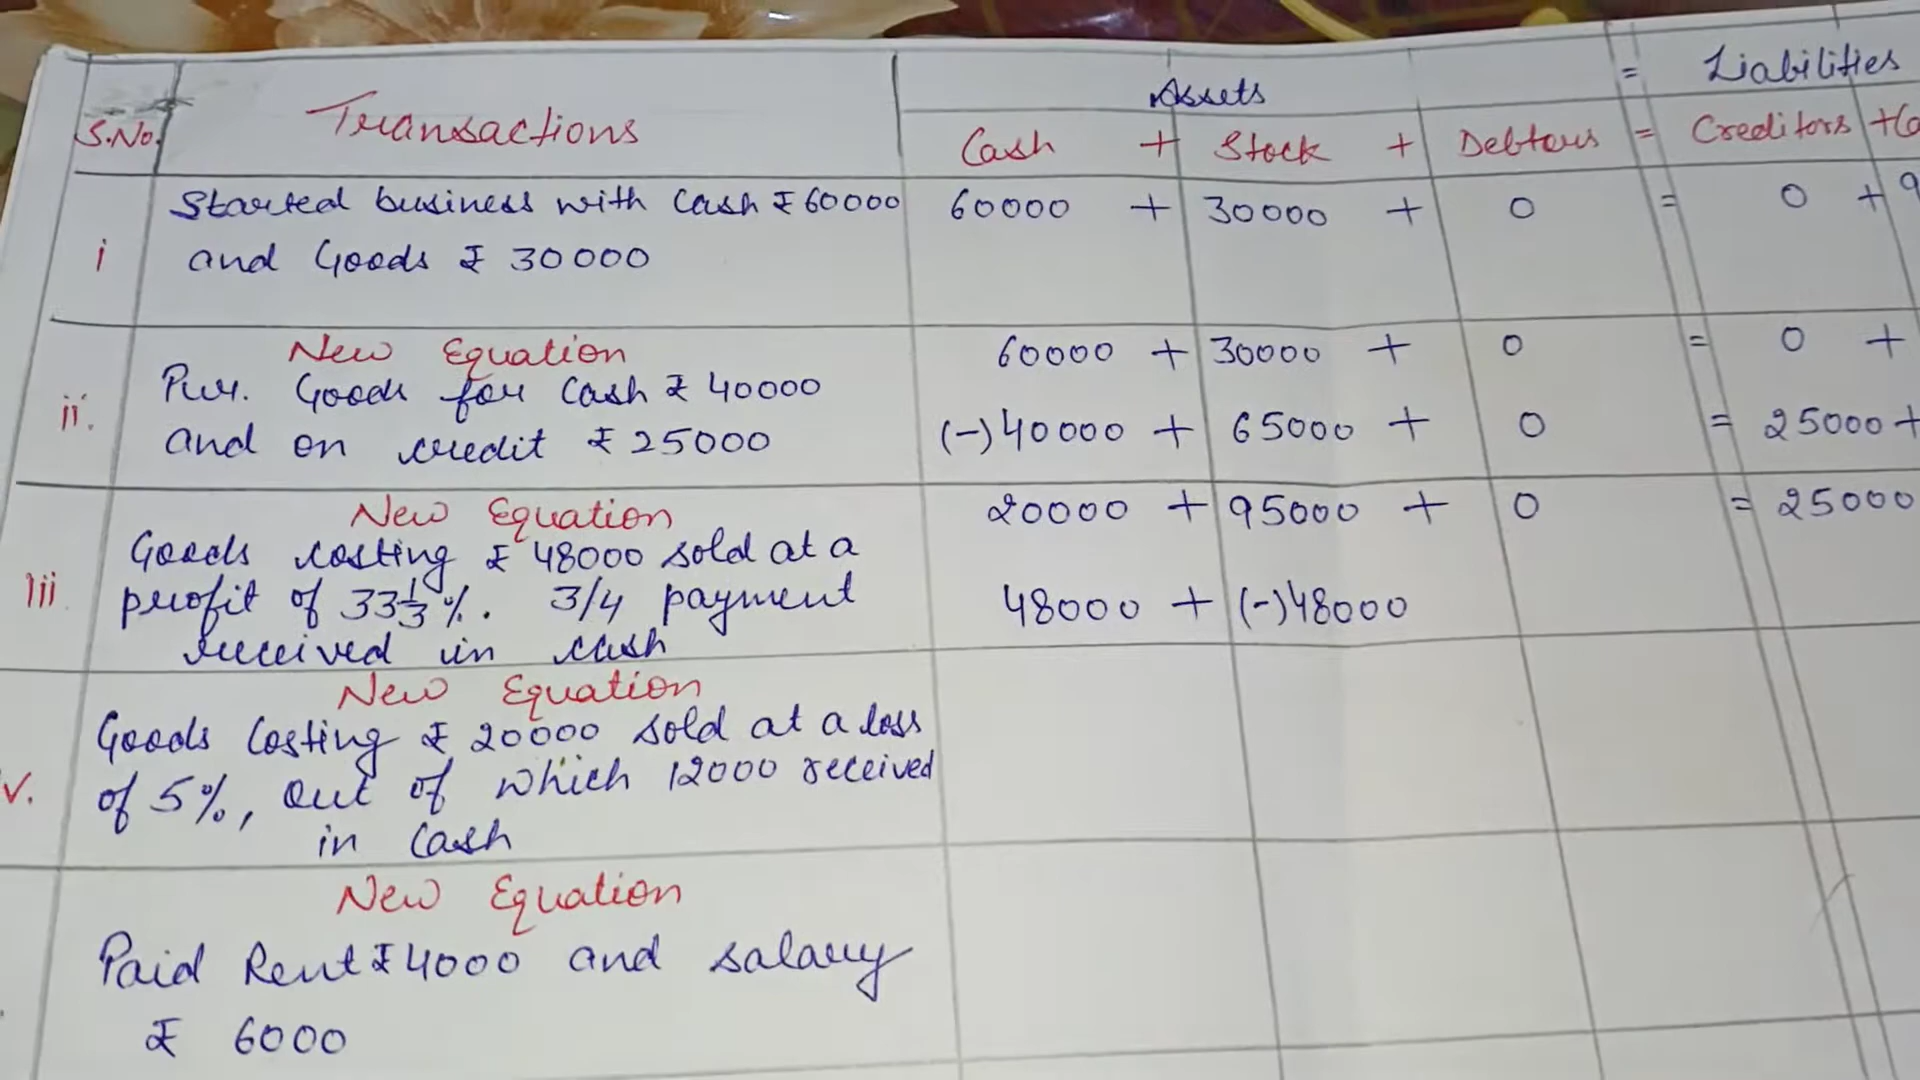 Assets = Liabilities
S.No. Transactions Cash + Stock + Debtors = Creditors +
Started business with Cash ₹ 60000 60000 + 30000 + 0 = 0 + 9
i and Goods ₹ 30000
New Equation 60000 + 30000 + 0 = 0 +
Pur. Goods for Cash ₹ 40000
ii. and on credit ₹ 25000 (-) 40000 + 65000 + 0 = 25000 +
New Equation 20000 + 95000 + 0 = 25000
Goods costing ₹ 48000 sold at a
iii profit of 33 1/3 %. 3/4 payment 48000 + (-) 48000
received in cash
New Equation
Goods Costing ₹ 20000 sold at a loss
v. of 5%, out of which 12000 received
in Cash
New Equation
Paid Rent ₹ 4000 and salary
₹ 6000